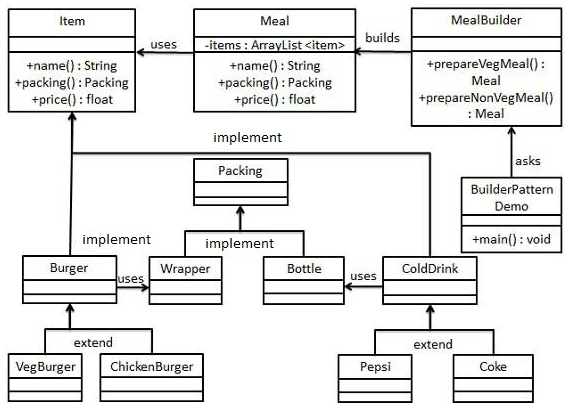 Item
Meal
MealBuilder
uses
-items : ArrayList <item>
builds
+name() : String
+packing() : Packing
+price() : float
+name() : String
+packing() : Packing
+price() : float
+prepareVegMeal() :
Meal
+prepareNonVegMeal()
: Meal
implement
asks
Packing
BuilderPattern
Demo
+main() : void
implement
implement
Burger
uses
Wrapper
Bottle
uses
ColdDrink
extend
extend
VegBurger
ChickenBurger
Pepsi
Coke